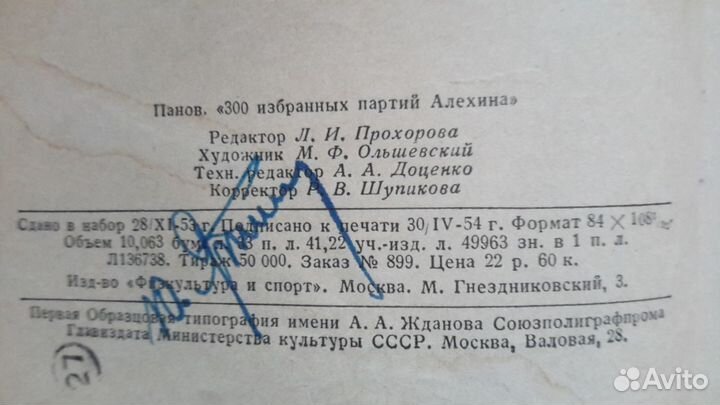 Панов. «300 избранных партий Алехина»
Редактор Л. И. Прохорова
Художник М. Ф. Ольшевский
Техн. редактор А. А. Доценко
Корректор В. Шупикова
Сдано в набор 28/XI-53 г. Подписано к печати 30/IV-54 г. Формат 84 × 108¹/
Объем 10,063 бум. л. 33 п. л. 41,22 уч.-изд. л. 49963 зн. в 1 п. л.
Л136738. Тираж 50 000. Заказ № 899. Цена 22 р. 60 к.
Изд-во «Физкультура и спорт». Москва. М. Гнездниковский, 3.
Первая Образцовая типография имени А. А. Жданова Союзполиграфпрома
Главиздата Министерства культуры СССР. Москва, Валовая, 28.
27
Avito